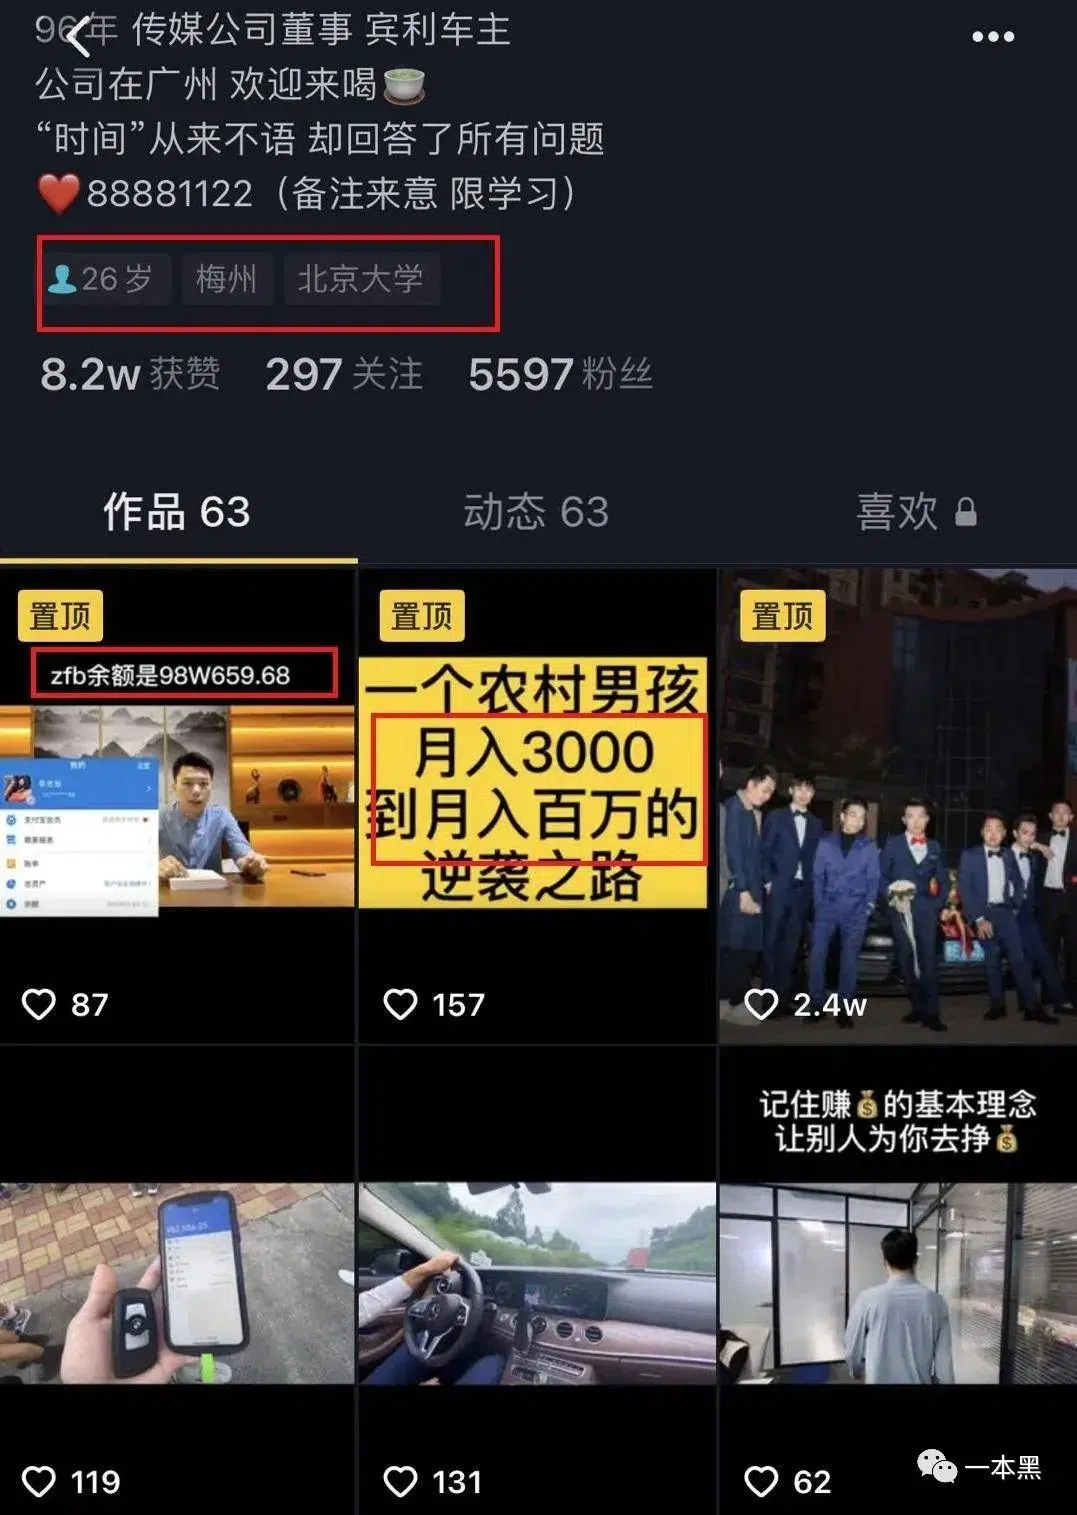 96年 传媒公司董事 宾利车主
公司在广州 欢迎来喝🍵
“时间”从来不语 却回答了所有问题
❤️88881122（备注来意 限学习）
26岁 梅州 北京大学
8.2w 获赞 297 关注 5597 粉丝
作品 63 动态 63 喜欢
置顶
zfb余额是98W659.68
我的
87
置顶
一个农村男孩
月入3000
到月入百万的
逆袭之路
157
置顶
2.4w
119
131
记住赚💰的基本理念
让别人为你去挣💰
62
一本黑